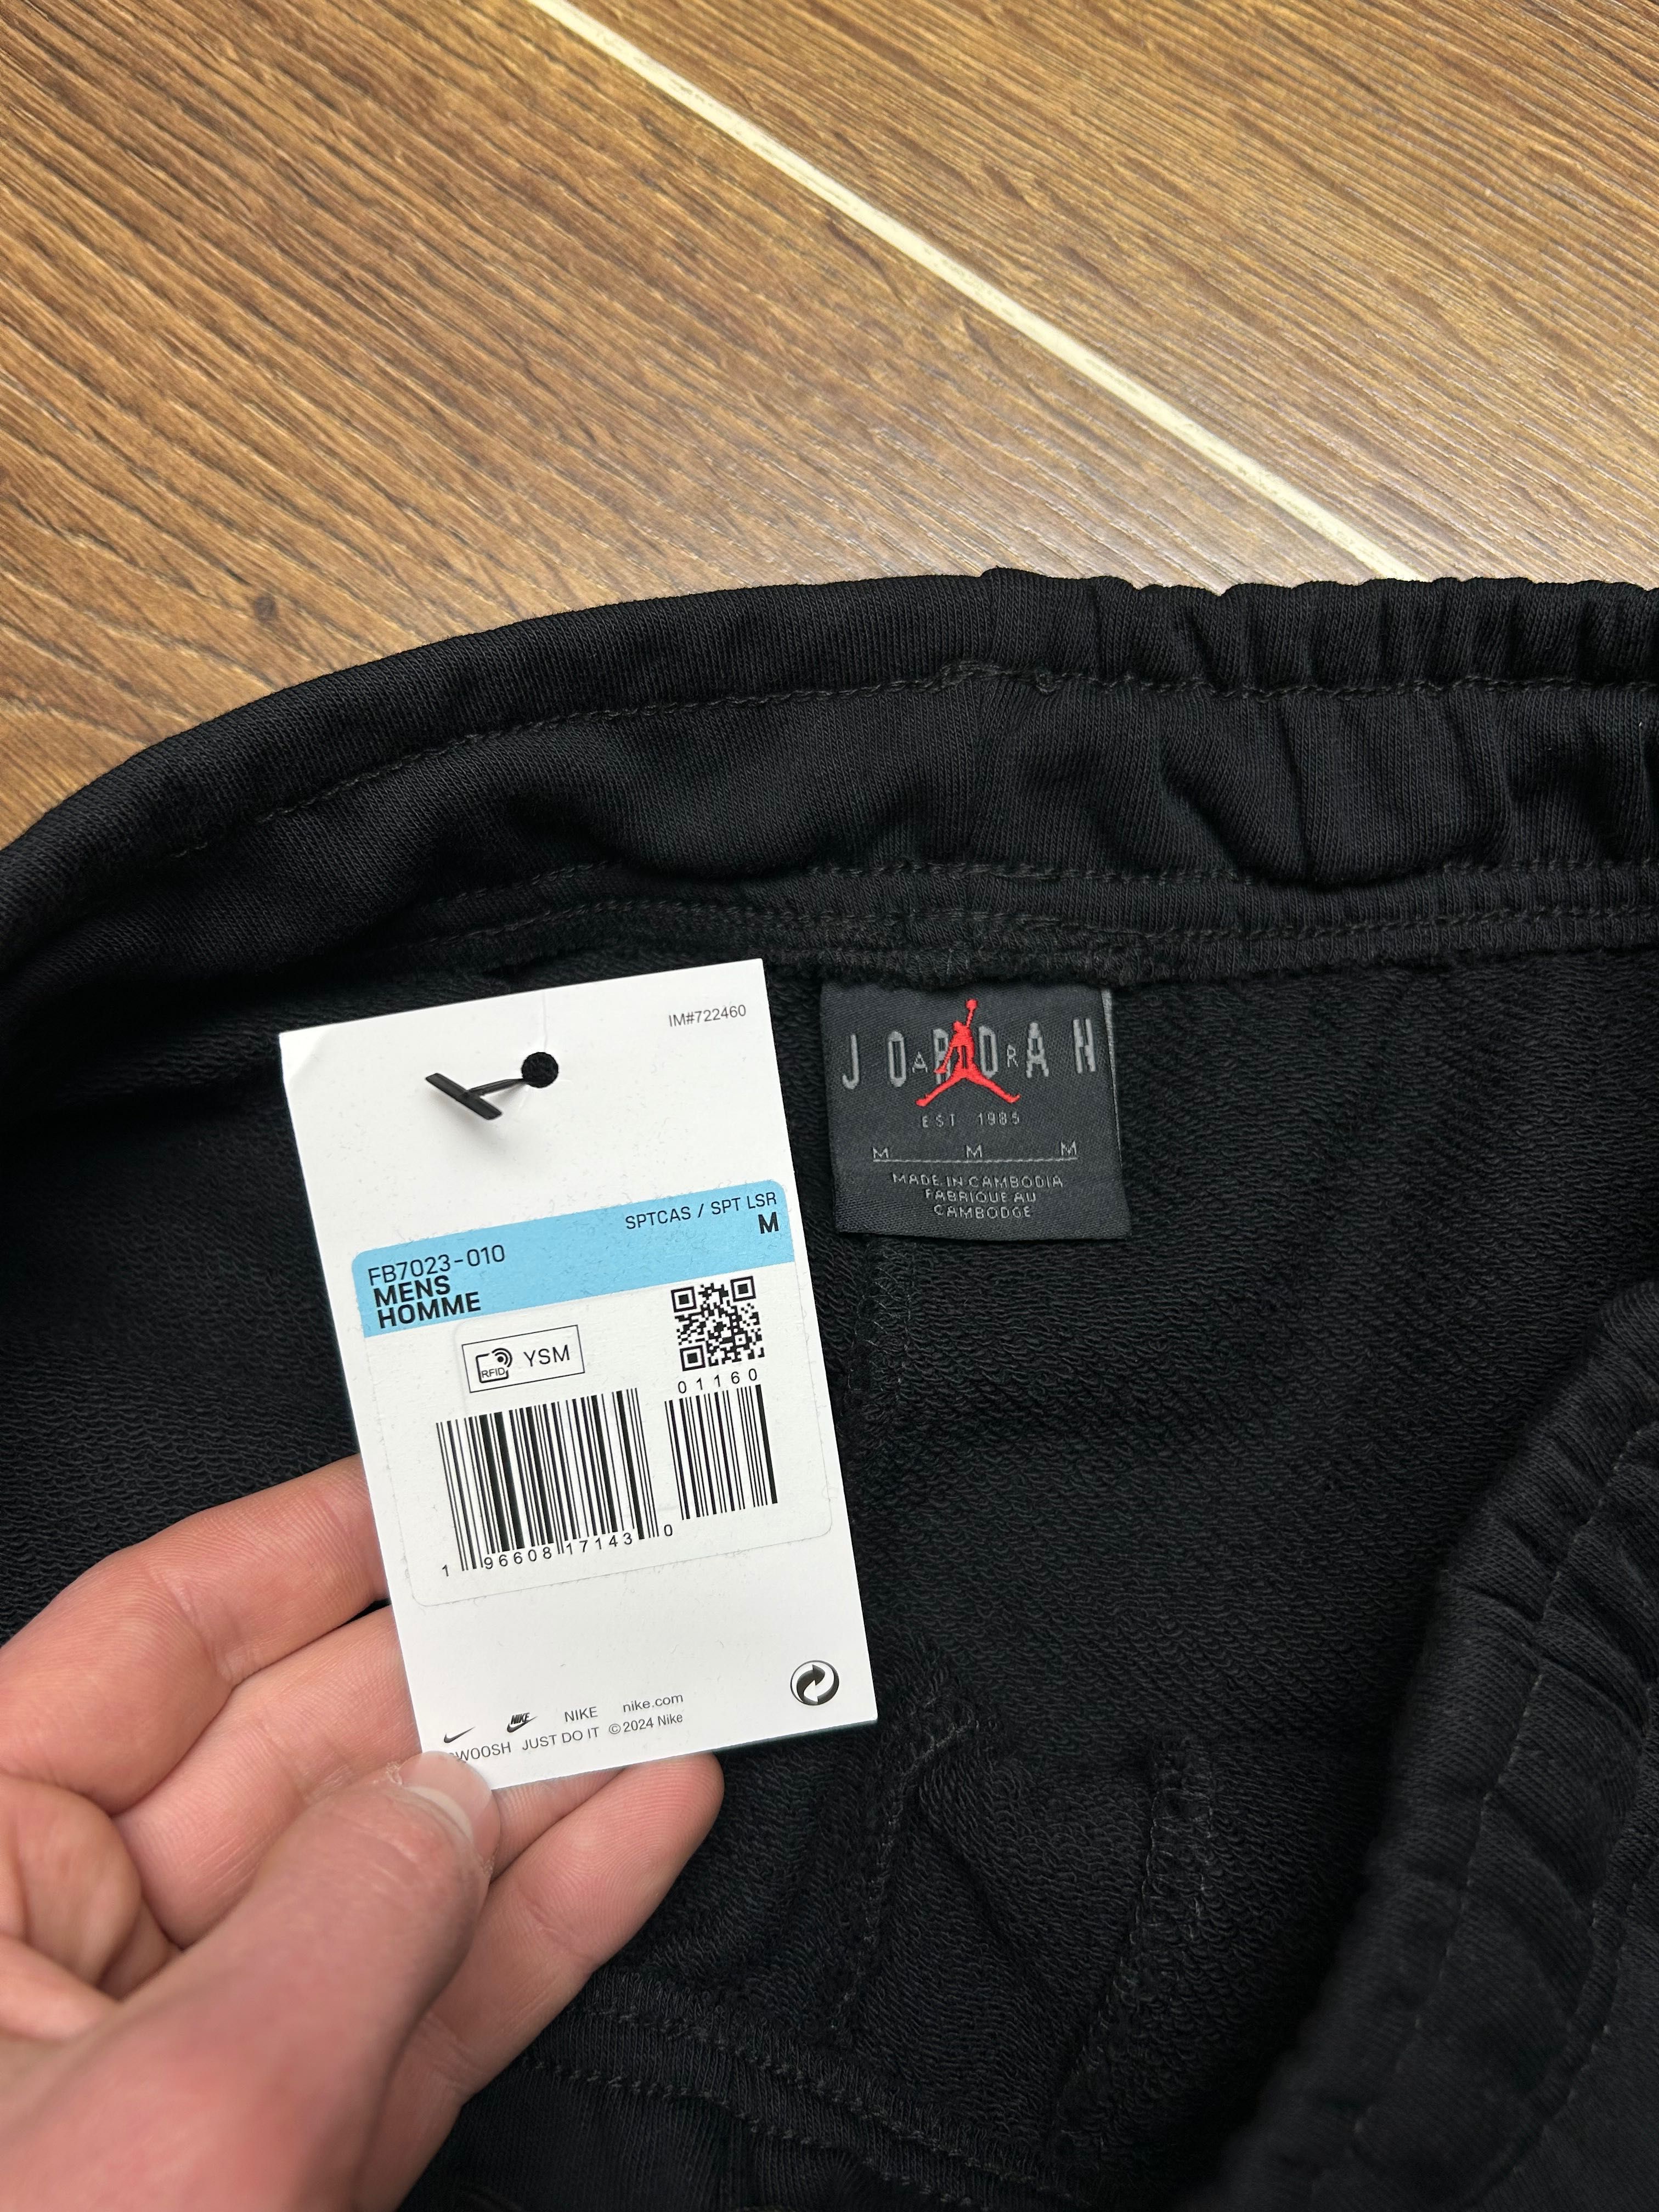 IM#722460
SPTCAS / SPT LSR
M
FB7023-010
MENS
HOMME
RFID YSM
01160
1 96608 17143 0
NIKE
NIKE nike.com
SWOOSH JUST DO IT ©2024 Nike
JORDAN
AIR
EST 1985
M M M
MADE IN CAMBODIA
FABRIQUE AU
CAMBODGE